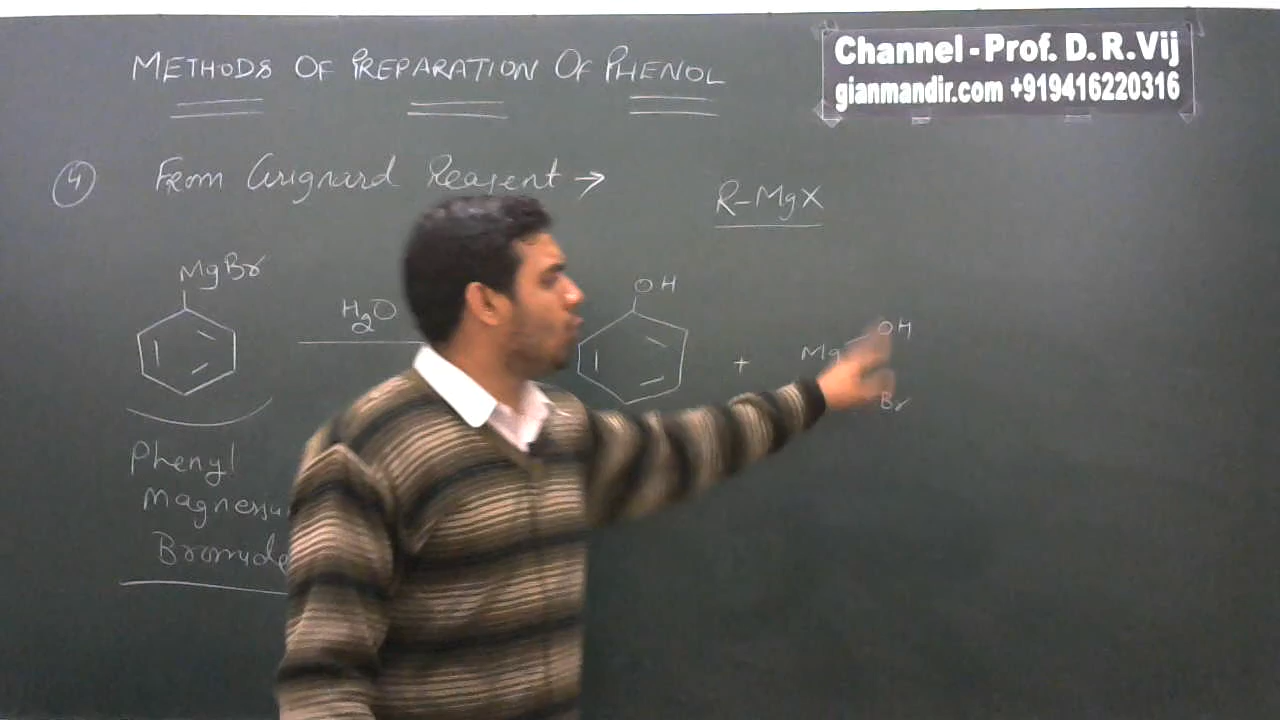 METHODS OF PREPARATION OF PHENOL
Channel - Prof. D. R. Vij
gianmandir.com +919416220316
4 From Grignard Reagent →
R-MgX
MgBr
H2O
OH
+ Mg
OH
Br
Phenyl
Bromide